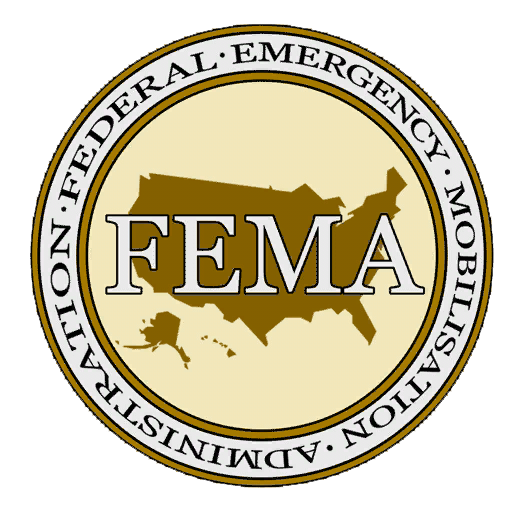 FEDERAL · EMERGENCY · MOBILISATION · ADMINISTRATION ·
FEMA